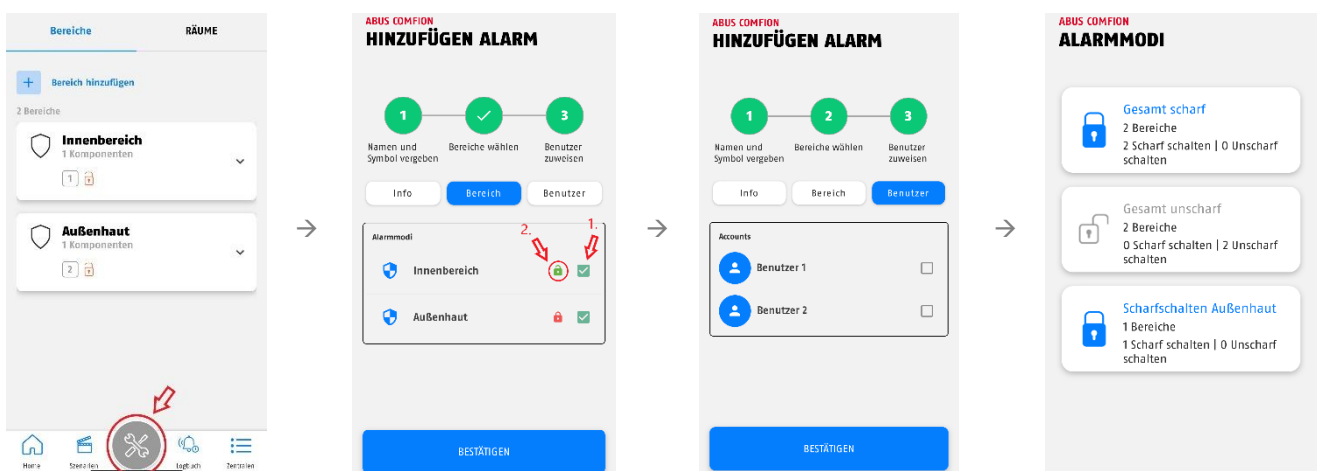 Bereiche
RÄUME
+ Bereich hinzufügen
2 Bereiche
Innenbereich
1 Komponenten
1
Außenhaut
1 Komponenten
2
Home
Szenarien
Logbuch
Zentralen
→
ABUS COMFION
HINZUFÜGEN ALARM
1
3
Namen und
Symbol vergeben
Bereiche wählen
Benutzer
zuweisen
Info
Bereich
Benutzer
Alarmmodi
2.
1.
Innenbereich
Außenhaut
BESTÄTIGEN
→
ABUS COMFION
HINZUFÜGEN ALARM
1
2
3
Namen und
Symbol vergeben
Bereiche wählen
Benutzer
zuweisen
Info
Bereich
Benutzer
Accounts
Benutzer 1
Benutzer 2
BESTÄTIGEN
→
ABUS COMFION
ALARMMODI
Gesamt scharf
2 Bereiche
2 Scharf schalten | 0 Unscharf
schalten
Gesamt unscharf
2 Bereiche
0 Scharf schalten | 2 Unscharf
schalten
Scharfschalten Außenhaut
1 Bereiche
1 Scharf schalten | 0 Unscharf
schalten